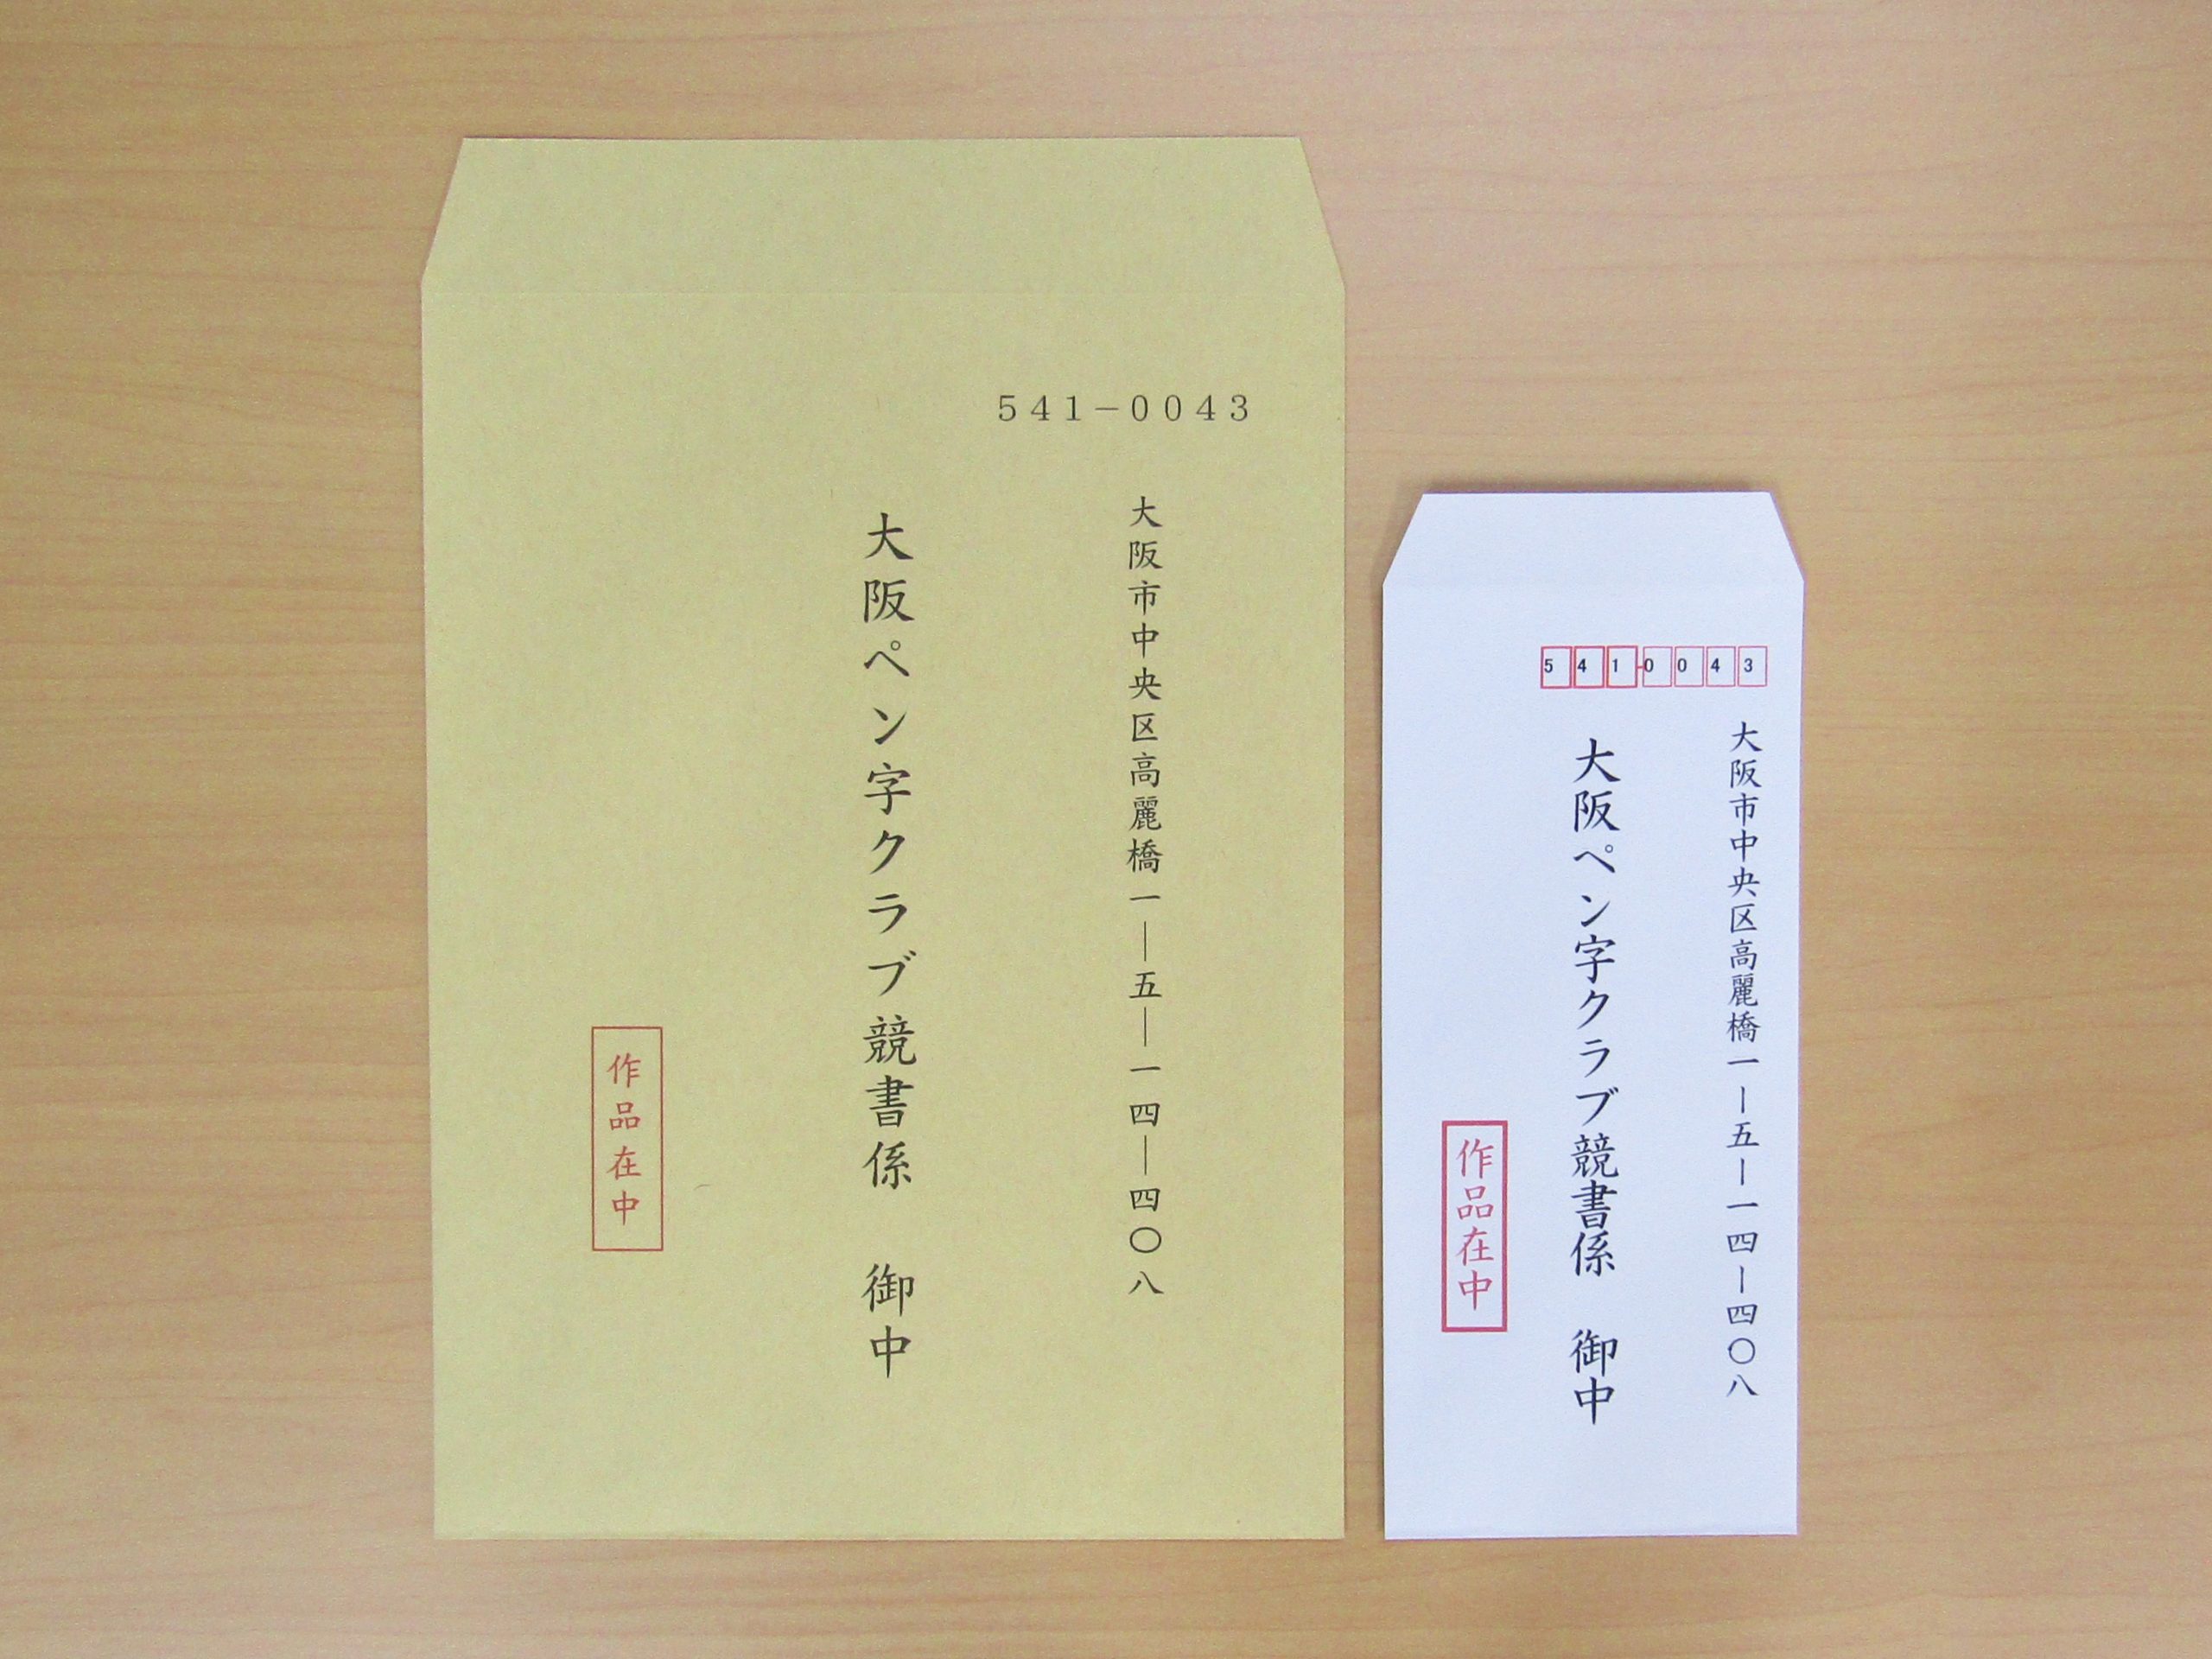 541-0043
大阪市中央区高麗橋一―五―一四―四〇八
大阪ペン字クラブ競書係　御中
作品在中
541-0043
大阪市中央区高麗橋一―五―一四―四〇八
大阪ペン字クラブ競書係　御中
作品在中